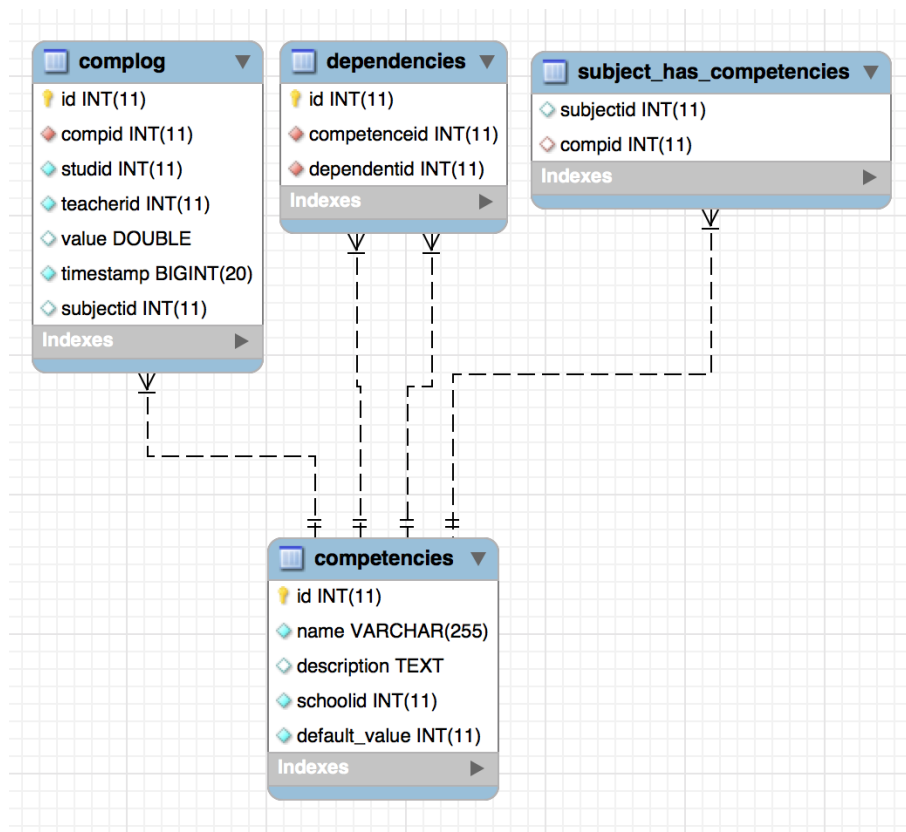 complog
id INT(11)
compid INT(11)
studid INT(11)
teacherid INT(11)
value DOUBLE
timestamp BIGINT(20)
subjectid INT(11)
Indexes
dependencies
id INT(11)
competenceid INT(11)
dependentid INT(11)
Indexes
subject_has_competencies
subjectid INT(11)
compid INT(11)
Indexes
competencies
id INT(11)
name VARCHAR(255)
description TEXT
schoolid INT(11)
default_value INT(11)
Indexes